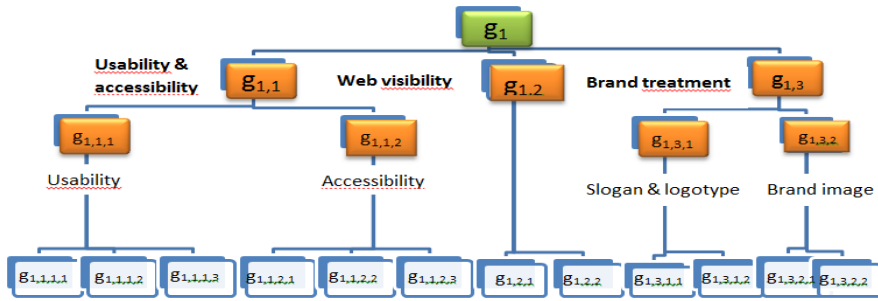 g1
Usability &
accessibility
g1,1
Web visibility
g1.2
Brand treatment
g1,3
g1,1,1
g1,1,2
g1,3,1
g1,3,2
Usability
Accessibility
Slogan & logotype
Brand image
g1,1,1,1
g1,1,1,2
g1,1,1,3
g1,1,2,1
g1,1,2,2
g1,1,2,3
g1,2,1
g1,2,2
g1,3,1,1
g1,3,1,2
g1,3,2,1
g1,3,2,2